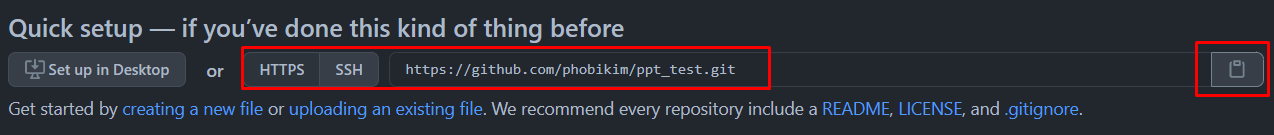 Quick setup — if you’ve done this kind of thing before
Set up in Desktop or HTTPS SSH https://github.com/phobikim/ppt_test.git
Get started by creating a new file or uploading an existing file. We recommend every repository include a README, LICENSE, and .gitignore.